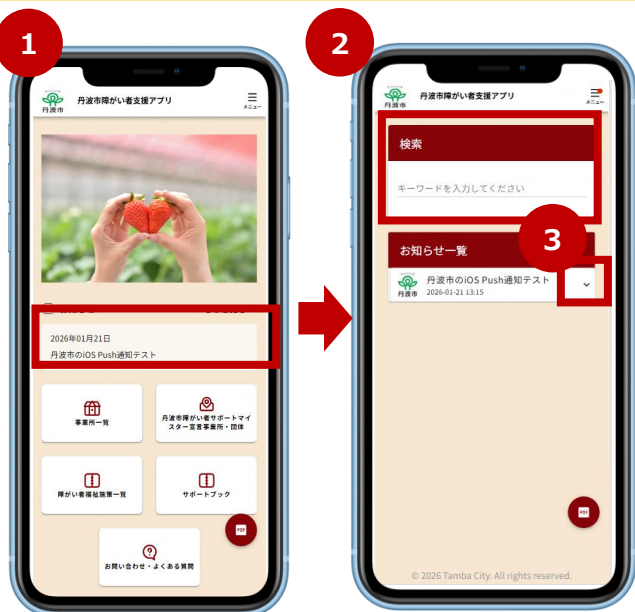 1
丹波市
丹波市障がい者支援アプリ
メニュー
2026年01月21日
丹波市のiOS Push通知テスト
事業所一覧
丹波市障がい者サポートマイ
スター宣言事業所・団体
障がい者福祉施策一覧
サポートブック
PDF
お問い合わせ・よくある質問
2
丹波市
丹波市障がい者支援アプリ
メニュー
検索
キーワードを入力してください
お知らせ一覧
3
丹波市
丹波市のiOS Push通知テスト
2026-01-21 13:15
PDF
© 2026 Tamba City. All rights reserved.